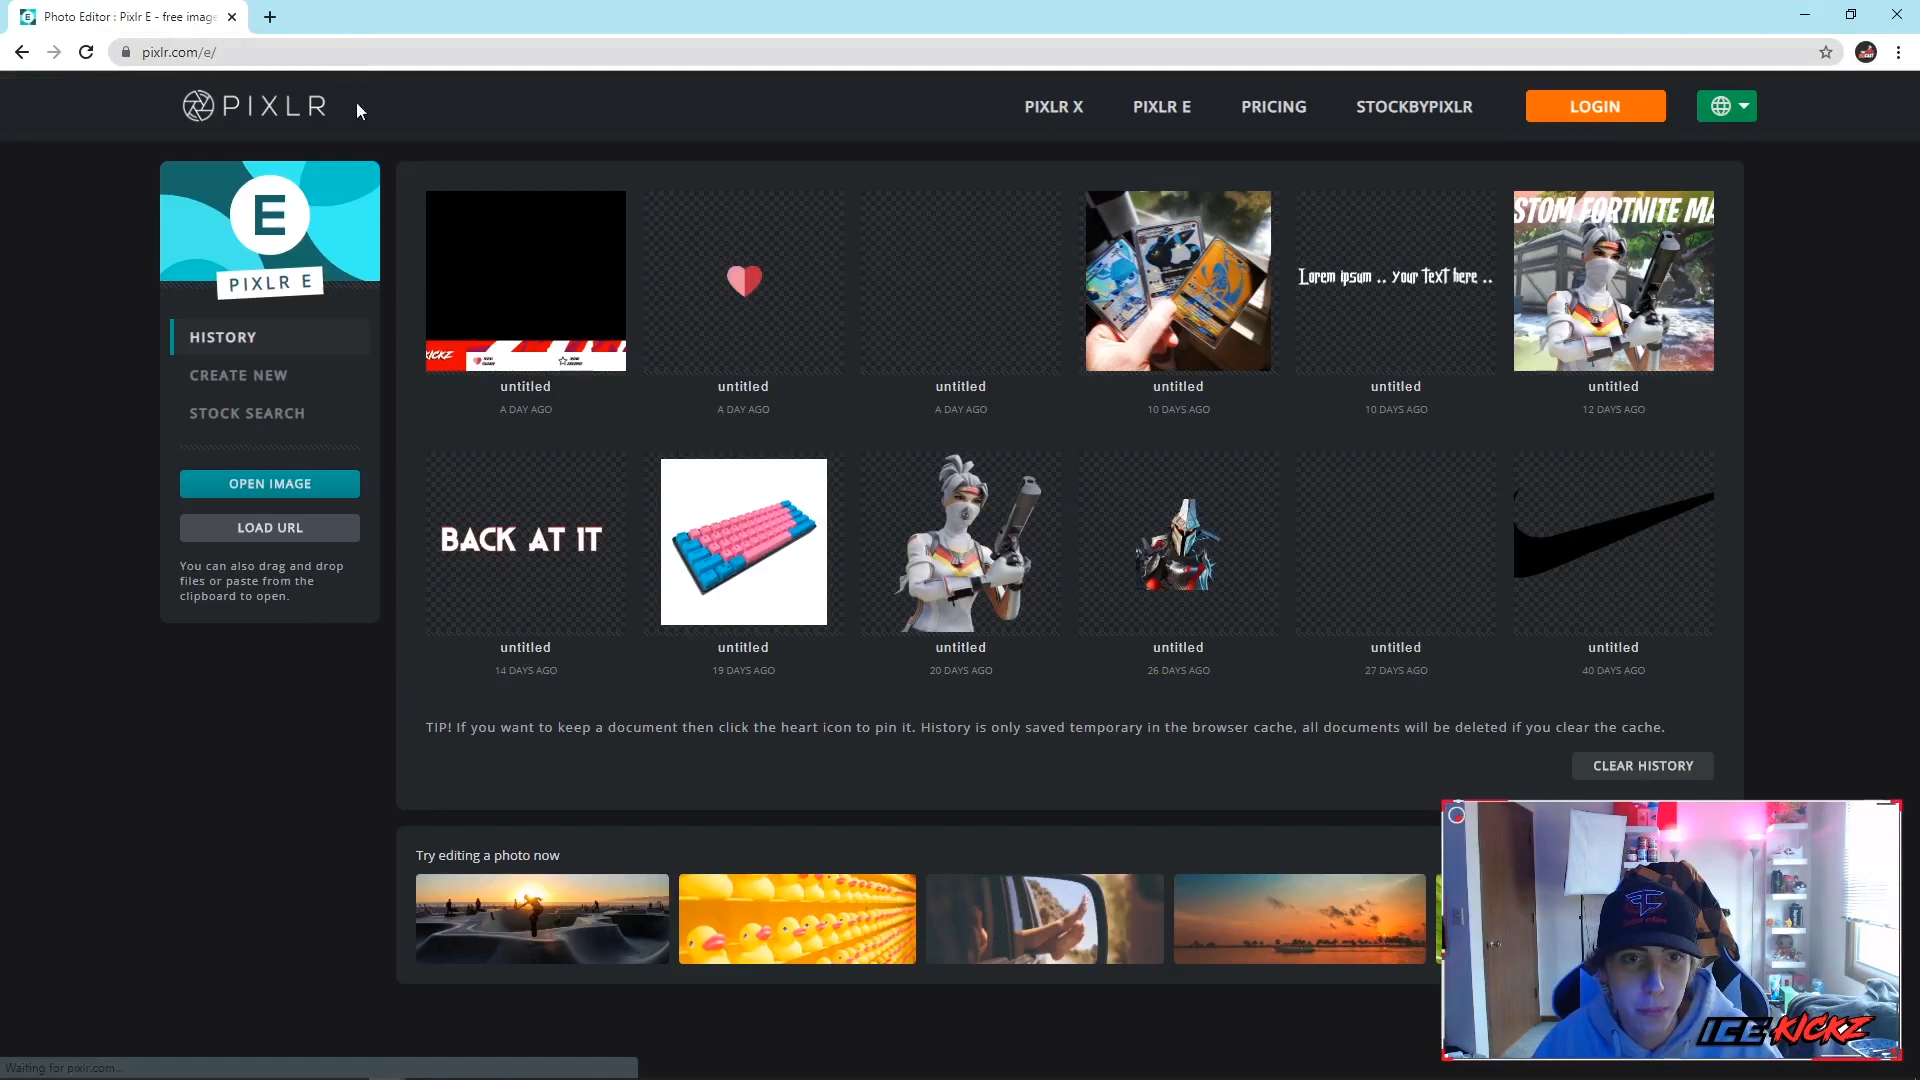 Photo Editor : Pixlr E - free image
pixlr.com/e/
PIXLR
PIXLR X
PIXLR E
PRICING
STOCKBYPIXLR
LOGIN
E
PIXLR E
HISTORY
CREATE NEW
STOCK SEARCH
OPEN IMAGE
LOAD URL
You can also drag and drop
files or paste from the
clipboard to open.
KICKZ
Lorem ipsum .. your text here ..
STOM FORTNITE MA
untitled
untitled
untitled
untitled
untitled
untitled
A DAY AGO
A DAY AGO
A DAY AGO
10 DAYS AGO
10 DAYS AGO
12 DAYS AGO
BACK AT IT
untitled
untitled
untitled
untitled
untitled
untitled
14 DAYS AGO
19 DAYS AGO
20 DAYS AGO
26 DAYS AGO
27 DAYS AGO
40 DAYS AGO
TIP! If you want to keep a document then click the heart icon to pin it. History is only saved temporary in the browser cache, all documents will be deleted if you clear the cache.
CLEAR HISTORY
Try editing a photo now
ICE KICKZ
Waiting for pixlr.com...